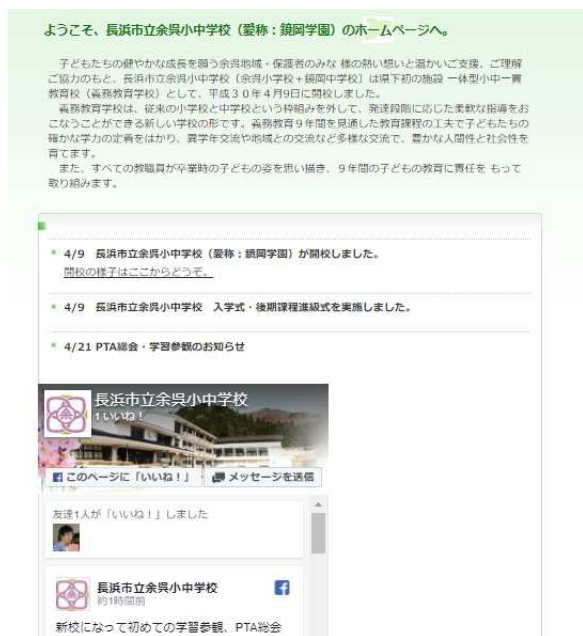 ようこそ、長浜市立余呉小中学校（愛称：鏡岡学園）のホームページへ。
子どもたちの健やかな成長を願う余呉地域・保護者のみな 様の熱い想いと温かいご支援、ご理解
ご協力のもと、長浜市立余呉小中学校（余呉小学校＋鏡岡中学校）は県下初の施設 一体型小中一貫
教育校（義務教育学校）として、平成３０年４月9日に開校しました。
義務教育学校は、従来の小学校と中学校という枠組みを外して、発達段階に応じた柔軟な指導をお
こなうことができる新しい学校の形です。義務教育９年間を見通した教育課程の工夫で子どもたちの
確かな学力の定着をはかり、異学年交流や地域との交流など多様な交流で、豊かな人間性と社会性を
育てます。
また、すべての教職員が卒業時の子どもの姿を思い描き、９年間の子どもの教育に責任を もって
取り組みます。
4/9　長浜市立余呉小中学校（愛称：鏡岡学園）が開校しました。
開校の様子はここからどうぞ。
4/9　長浜市立余呉小中学校　入学式・後期課程進級式を実施しました。
4/21 PTA総会・学習参観のお知らせ
長浜市立余呉小中学校
1 いいね！
このページに「いいね！」
メッセージを送信
友達1人が「いいね！」しました
長浜市立余呉小中学校
約1時間前
新校になって初めての学習参観、PTA総会